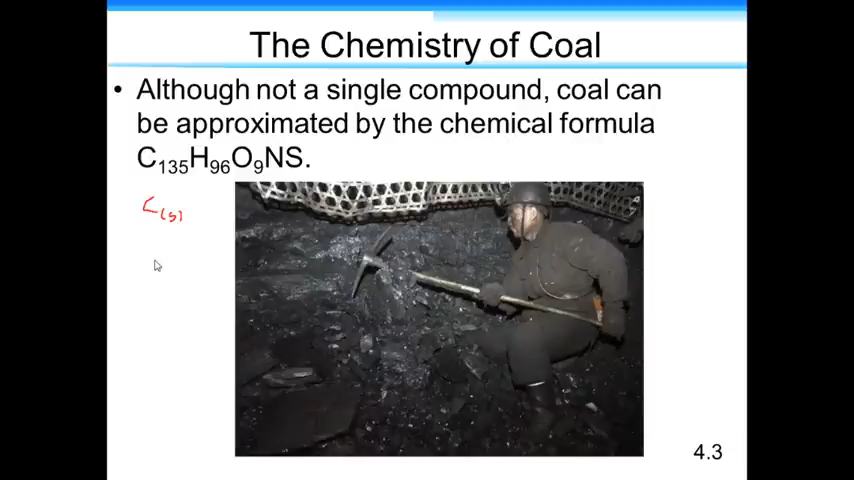 The Chemistry of Coal
• Although not a single compound, coal can
be approximated by the chemical formula
C₁₃₅H₉₆O₉NS.
C(s)
4.3